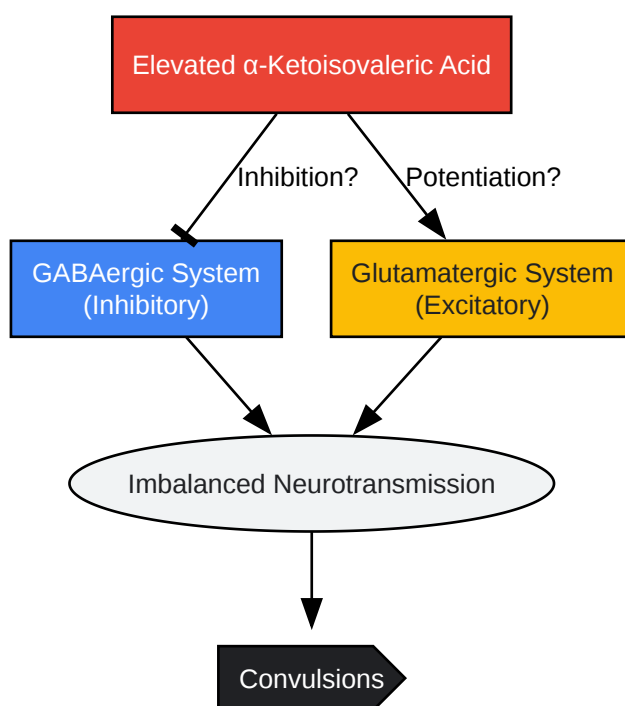 Elevated α-Ketoisovaleric Acid
Inhibition?
Potentiation?
GABAergic System
(Inhibitory)
Glutamatergic System
(Excitatory)
Imbalanced Neurotransmission
Convulsions